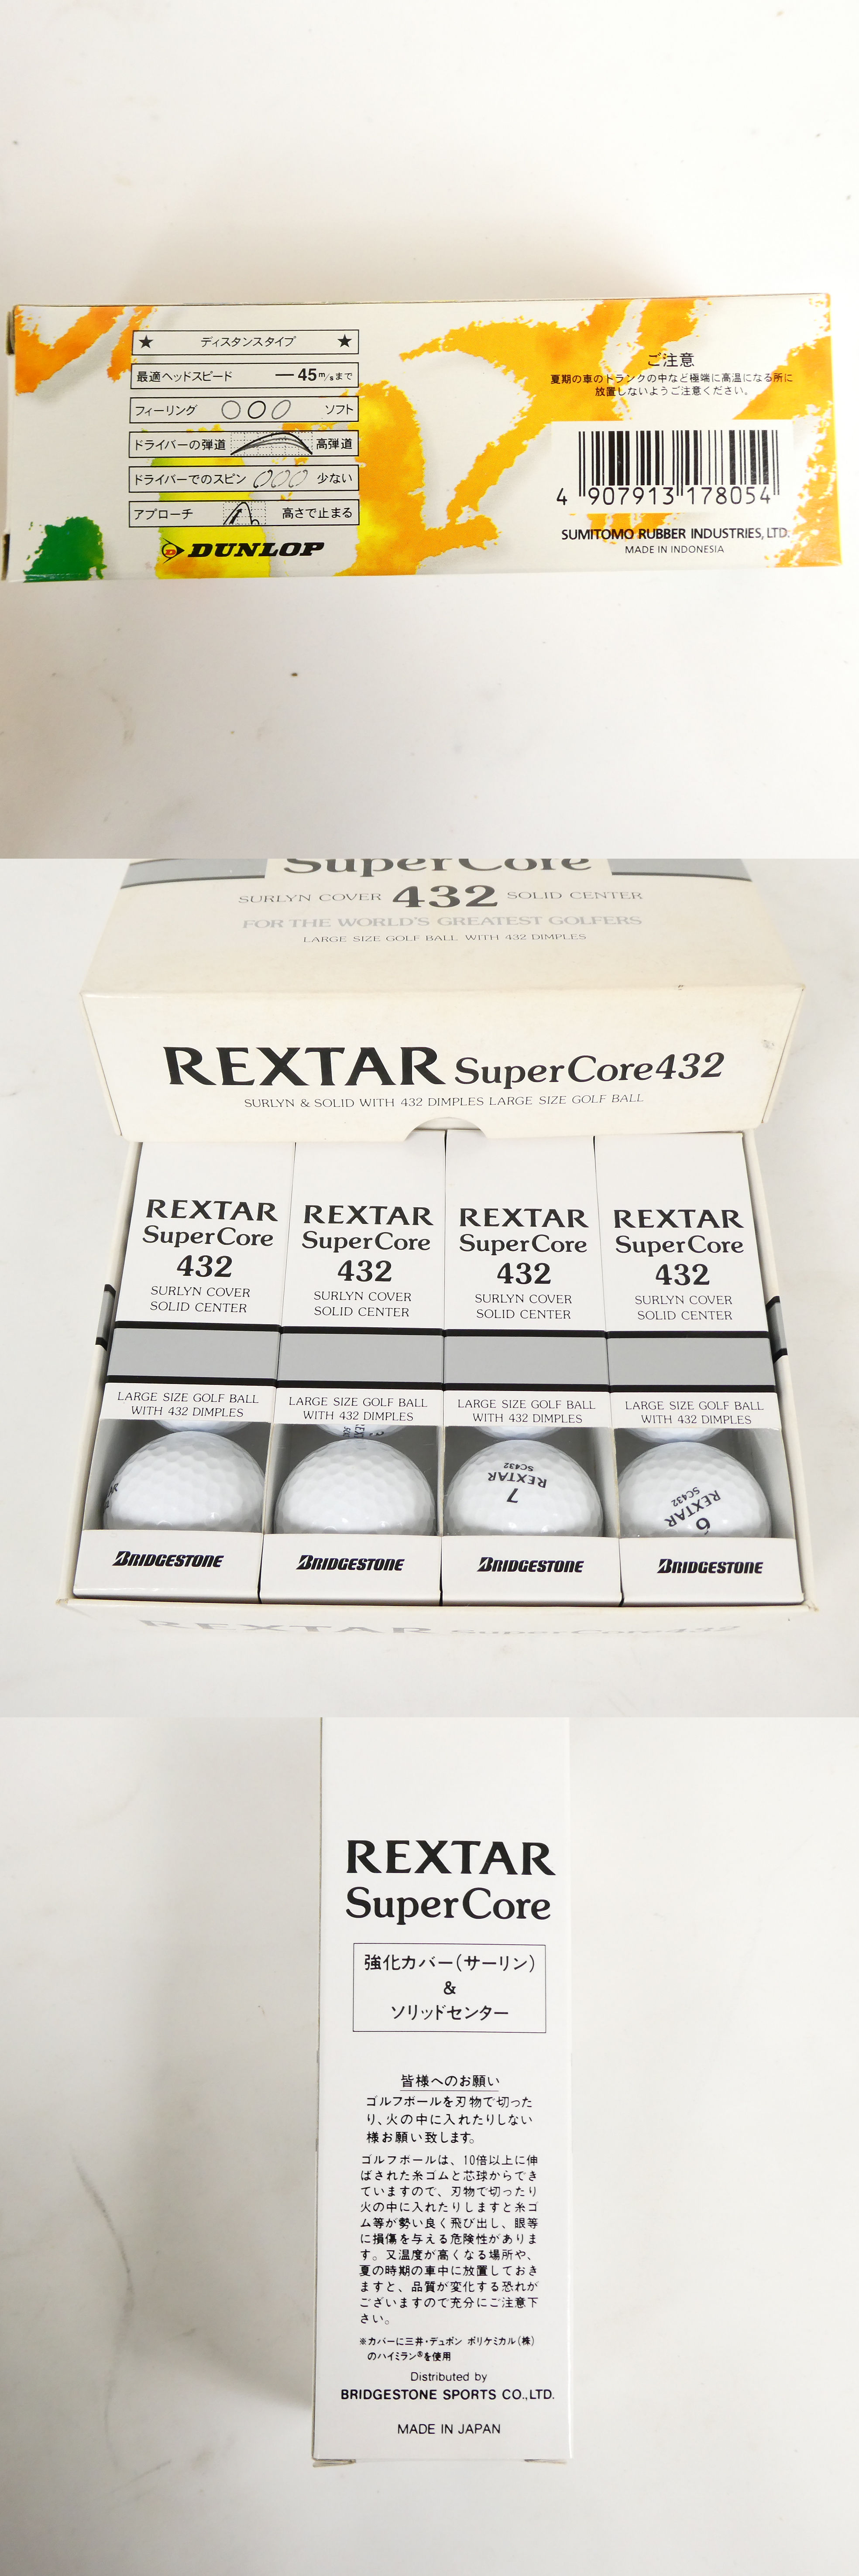 ★ ディスタンスタイプ ★
最適ヘッドスピード ー45m/sまで
フィーリング ソフト
ドライバーの弾道 高弾道
ドライバーでのスピン 少ない
アプローチ 高さで止まる
D DUNLOP
ご注意
夏期の車のトランクの中など極端に高温になる所に
放置しないようご注意ください。
4 907913 178054
SUMITOMO RUBBER INDUSTRIES, LTD.
MADE IN INDONESIA
SuperCore
SURLYN COVER 432 SOLID CENTER
FOR THE WORLD'S GREATEST GOLFERS
LARGE SIZE GOLF BALL WITH 432 DIMPLES
REXTAR SuperCore432
SURLYN & SOLID WITH 432 DIMPLES LARGE SIZE GOLF BALL
REXTAR REXTAR REXTAR REXTAR
SuperCore SuperCore SuperCore SuperCore
432 432 432 432
SURLYN COVER SURLYN COVER SURLYN COVER SURLYN COVER
SOLID CENTER SOLID CENTER SOLID CENTER SOLID CENTER
LARGE SIZE GOLF BALL LARGE SIZE GOLF BALL LARGE SIZE GOLF BALL LARGE SIZE GOLF BALL
WITH 432 DIMPLES WITH 432 DIMPLES WITH 432 DIMPLES WITH 432 DIMPLES
7
REXTAR
SC432
6
REXTAR
SC432
BRIDGESTONE BRIDGESTONE BRIDGESTONE BRIDGESTONE
REXTAR SuperCore432
REXTAR
SuperCore
強化カバー(サーリン)
&
ソリッドセンター
皆様へのお願い
ゴルフボールを刃物で切った
り、火の中に入れたりしない
様お願い致します。
ゴルフボールは、10倍以上に伸
ばされた糸ゴムと芯球からでき
ていますので、刃物で切ったり
火の中に入れたりしますと糸ゴ
ム等が勢い良く飛び出し、眼等
に損傷を与える危険性がありま
す。又温度が高くなる場所や、
夏の時期の車中に放置しておき
ますと、品質が変化する恐れが
ございますので充分にご注意下
さい。
※カバーに三井・デュポン ポリケミカル(株)
のハイミラン®を使用
Distributed by
BRIDGESTONE SPORTS CO.,LTD.
MADE IN JAPAN